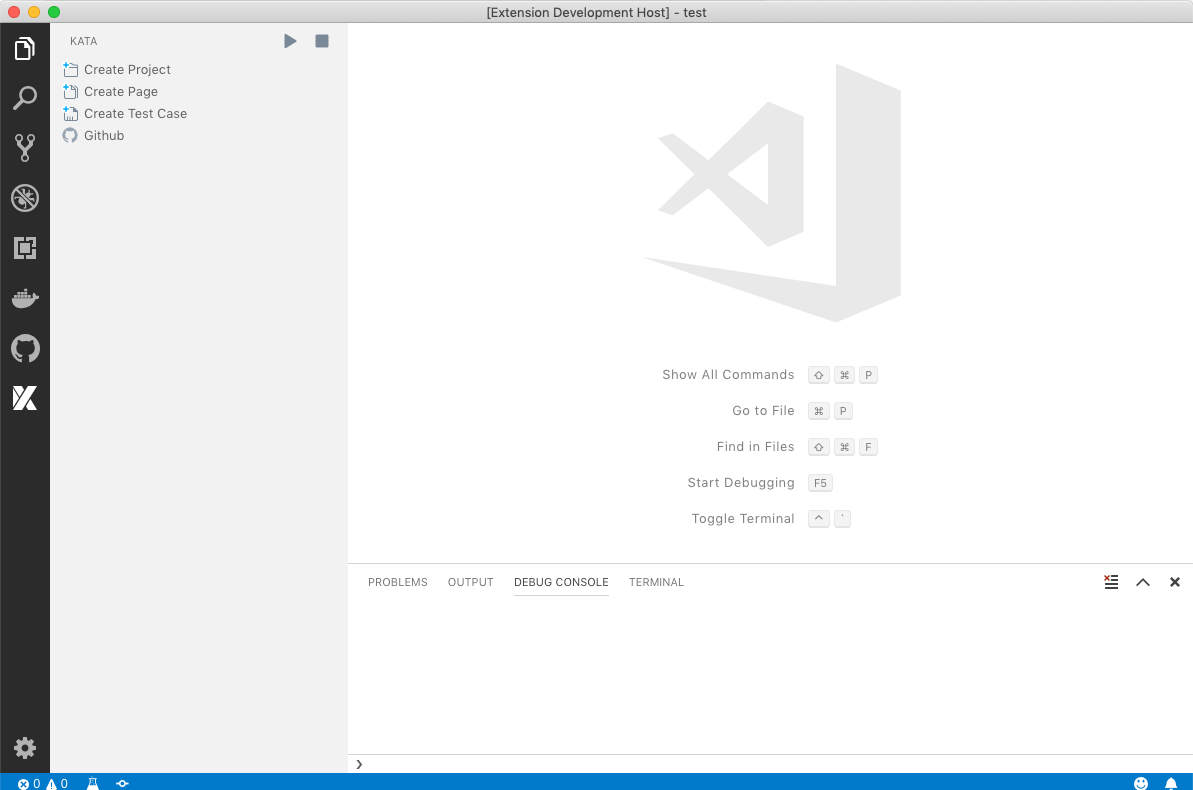 [Extension Development Host] - test
KATA
Create Project
Create Page
Create Test Case
Github
Show All Commands ⇧ ⌘ P
Go to File ⌘ P
Find in Files ⇧ ⌘ F
Start Debugging F5
Toggle Terminal ^ `
PROBLEMS OUTPUT DEBUG CONSOLE TERMINAL
❯
0 0